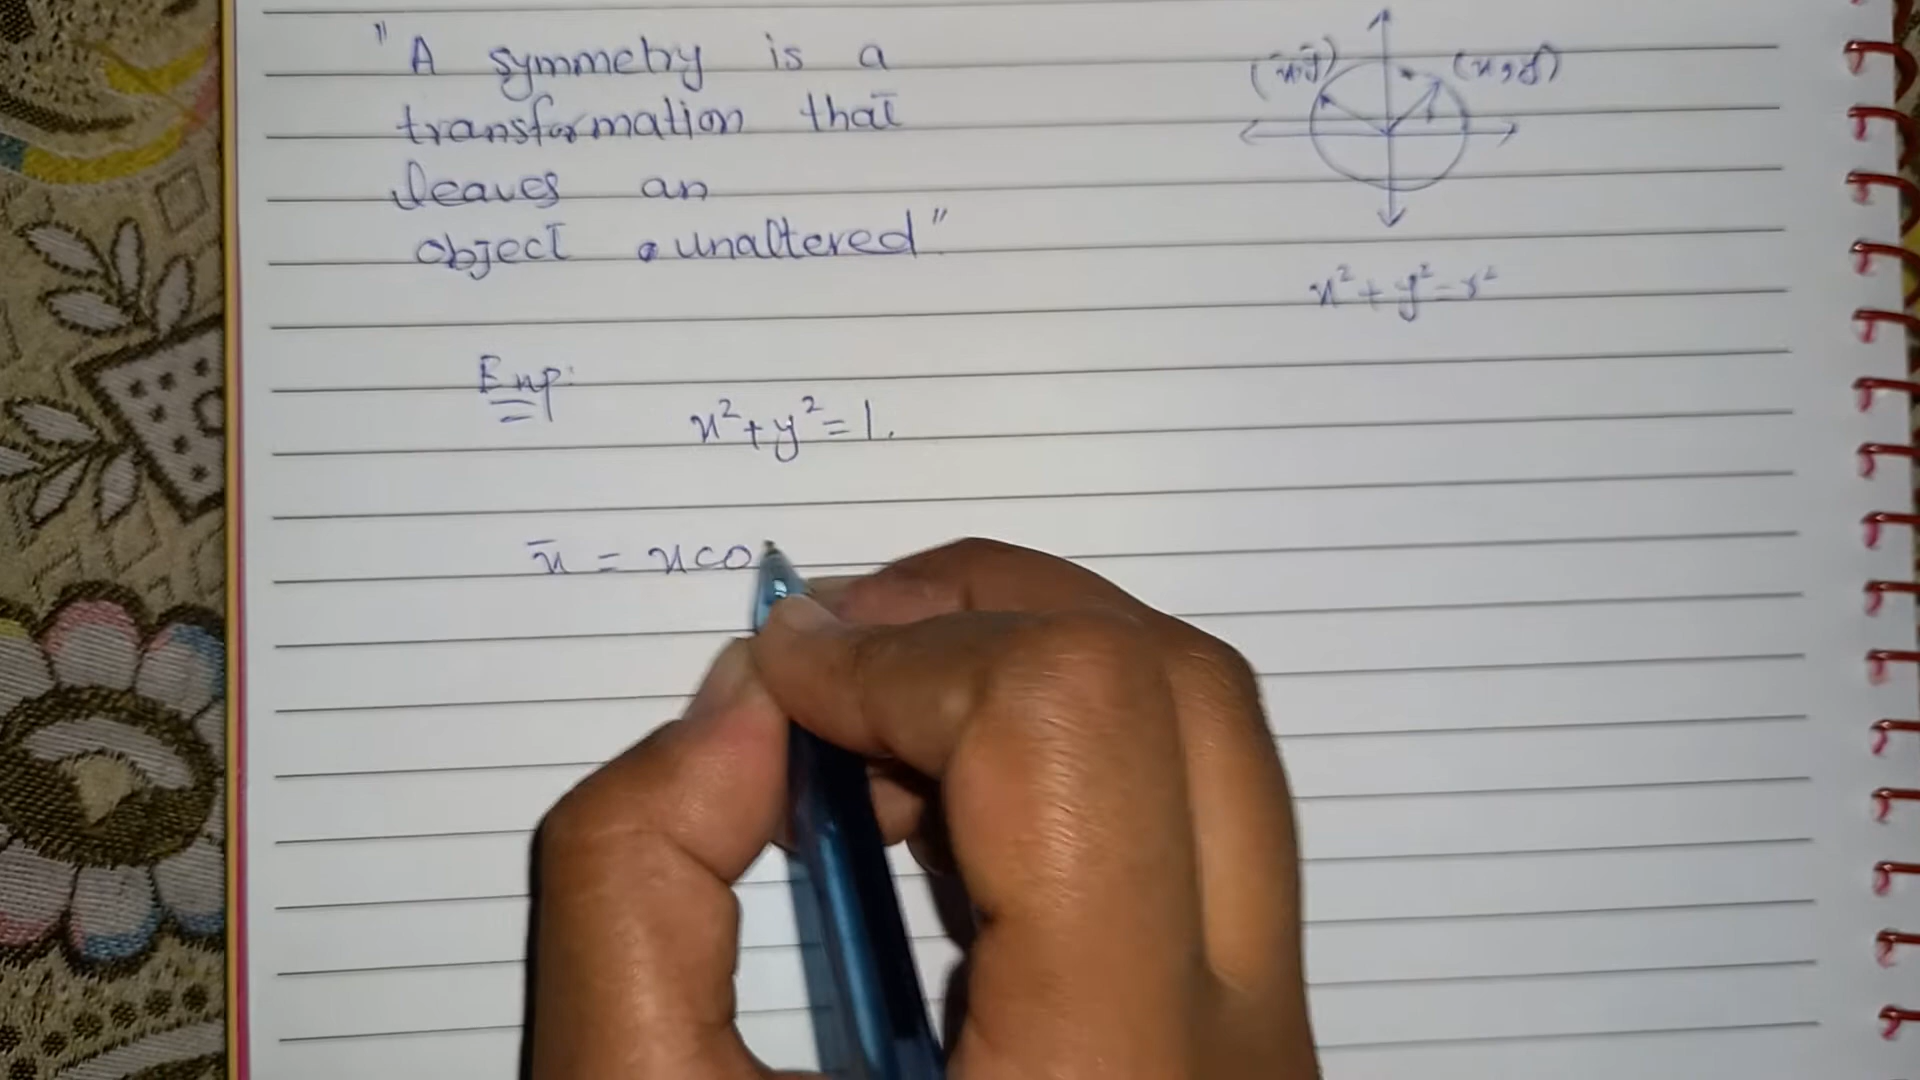 "A symmetry is a
transformation that
leaves an
object unaltered"
(x̄,ȳ)
(x,y)
x²+y²=r²
Exp:
x²+y²=1.
x̄ = xco